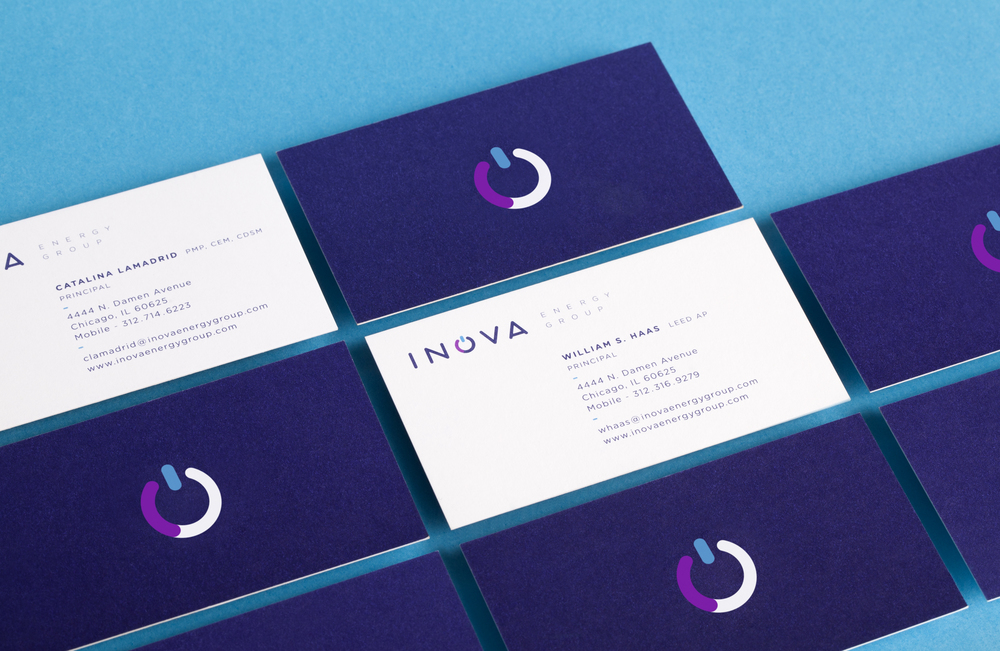 A ENERGY
GROUP
CATALINA LAMADRID PMP, CEM, CDSM
PRINCIPAL
–
4444 N. Damen Avenue
Chicago, IL 60625
Mobile - 312.714.6223
–
clamadrid@inovaenergygroup.com
www.inovaenergygroup.com
INOVA ENERGY
GROUP
WILLIAM S. HAAS LEED AP
PRINCIPAL
–
4444 N. Damen Avenue
Chicago, IL 60625
Mobile - 312.316.9279
–
whaas@inovaenergygroup.com
www.inovaenergygroup.com